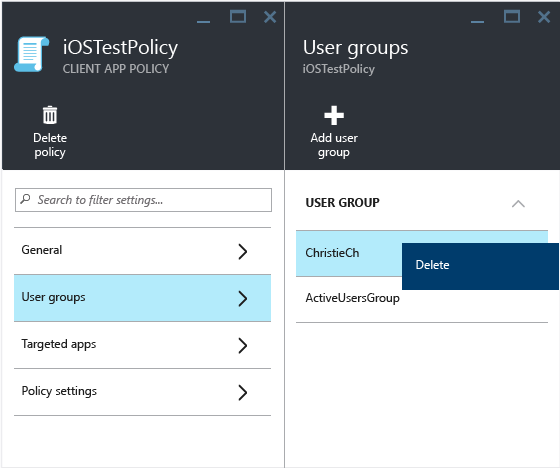 iOSTestPolicy
CLIENT APP POLICY
Delete
policy
Search to filter settings...
General
User groups
Targeted apps
Policy settings
User groups
iOSTestPolicy
Add user
group
USER GROUP
ChristieCh
Delete
ActiveUsersGroup